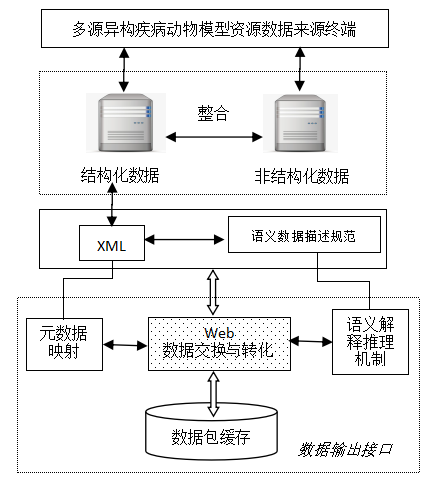 多源异构疾病动物模型资源数据来源终端
整合
结构化数据
非结构化数据
XML
语义数据描述规范
元数据
映射
Web
数据交换与转化
语义解
释推理
机制
数据包缓存
数据输出接口